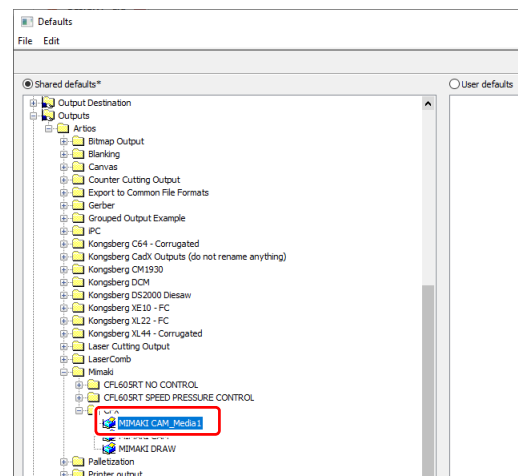 Defaults
File Edit
Shared defaults* User defaults
Output Destination
Outputs
Artios
Bitmap Output
Blanking
Canvas
Counter Cutting Output
Export to Common File Formats
Gerber
Grouped Output Example
iPC
Kongsberg C64 - Corrugated
Kongsberg CadX Outputs (do not rename anything)
Kongsberg CM1930
Kongsberg DCM
Kongsberg DS2000 Diesaw
Kongsberg XE10 - FC
Kongsberg XL22 - FC
Kongsberg XL44 - Corrugated
Laser Cutting Output
LaserComb
Mimaki
CFL605RT NO CONTROL
CFL605RT SPEED PRESSURE CONTROL
MIMAKI CAM_Media1
MIMAKI DRAW
Palletization
Printer output